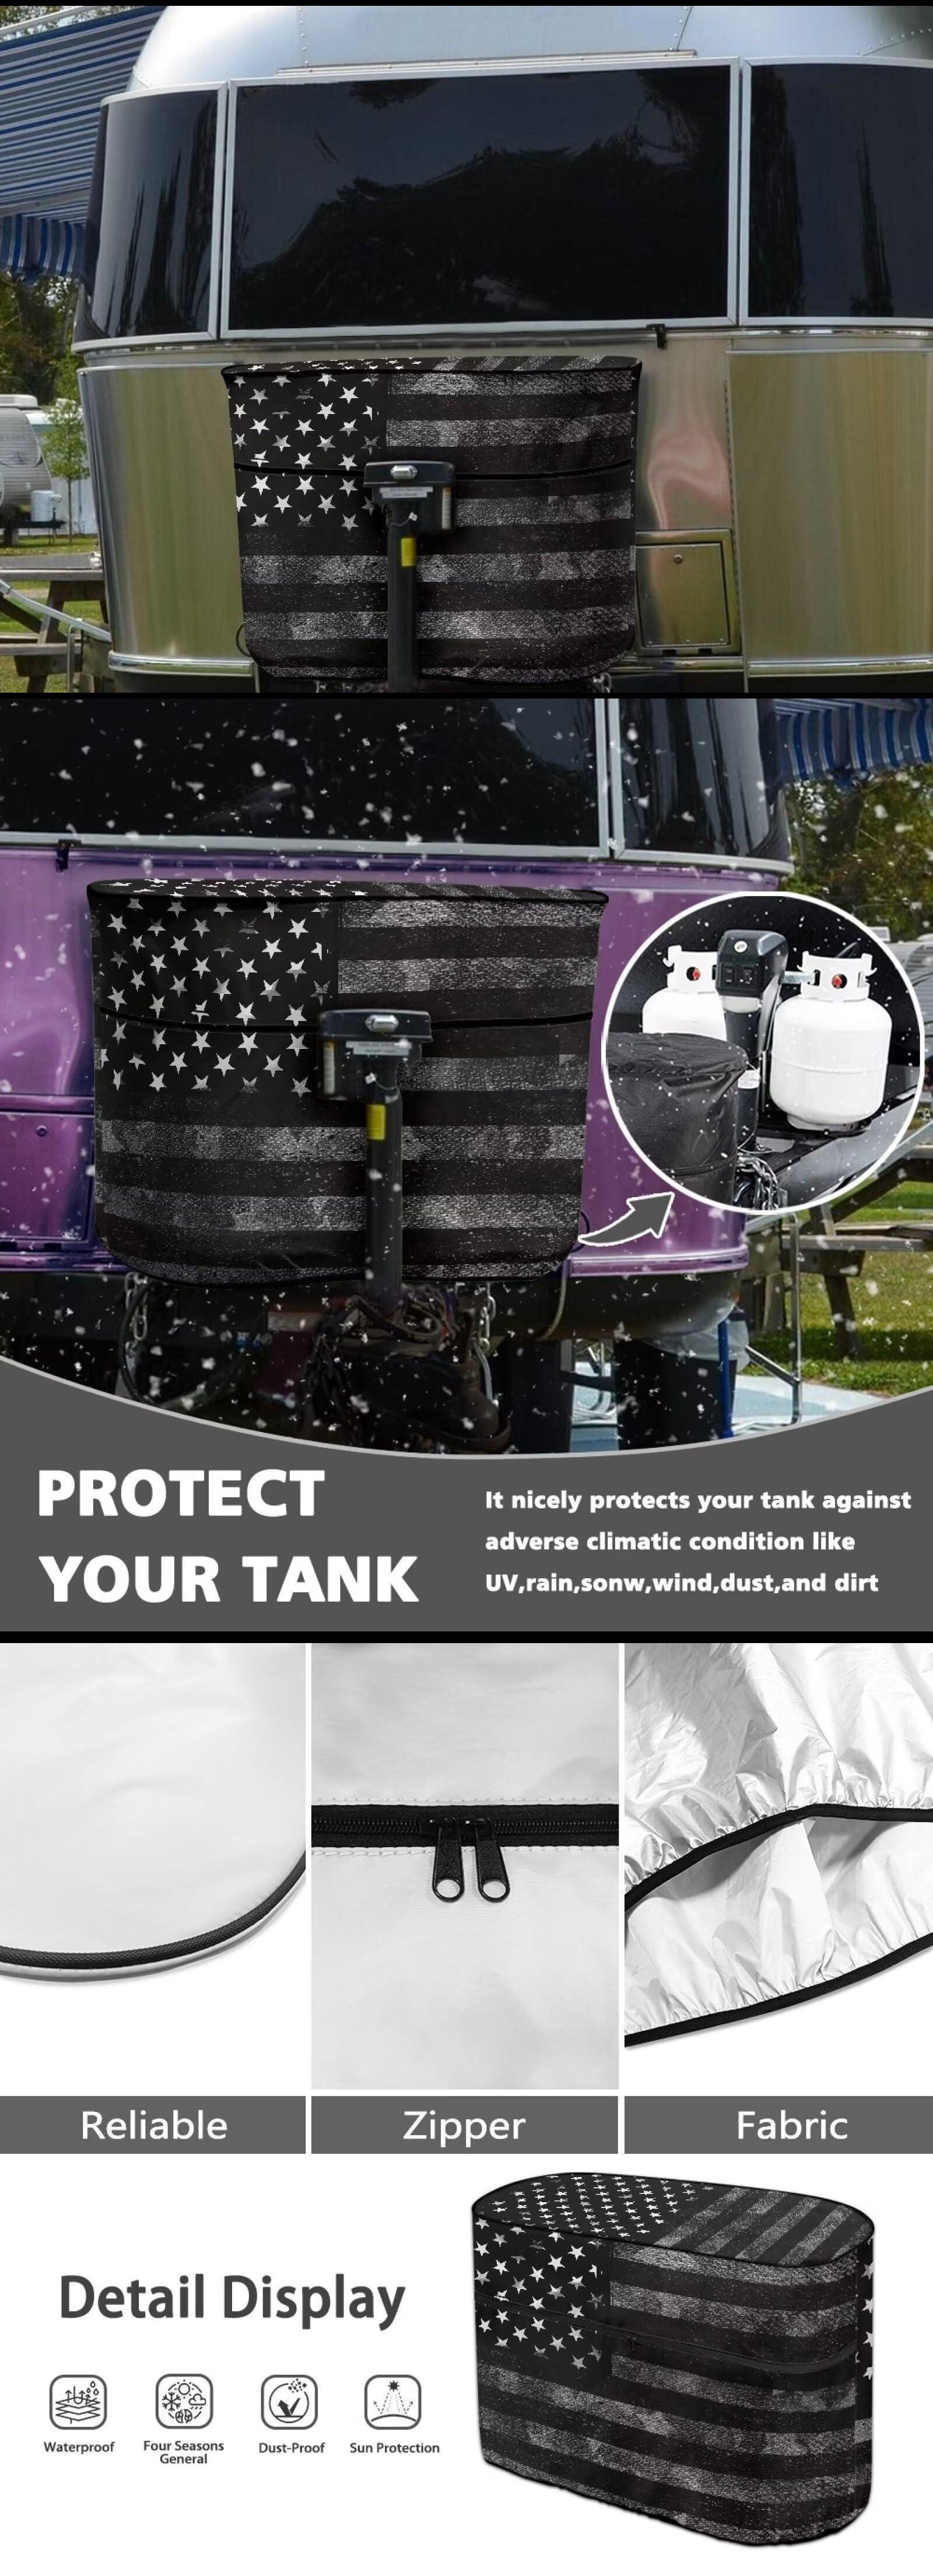 PROTECT
YOUR TANK
It nicely protects your tank against
adverse climatic condition like
UV,rain,sonw,wind,dust,and dirt
Reliable
Zipper
Fabric
Detail Display
Waterproof
Four Seasons
General
Dust-Proof
Sun Protection